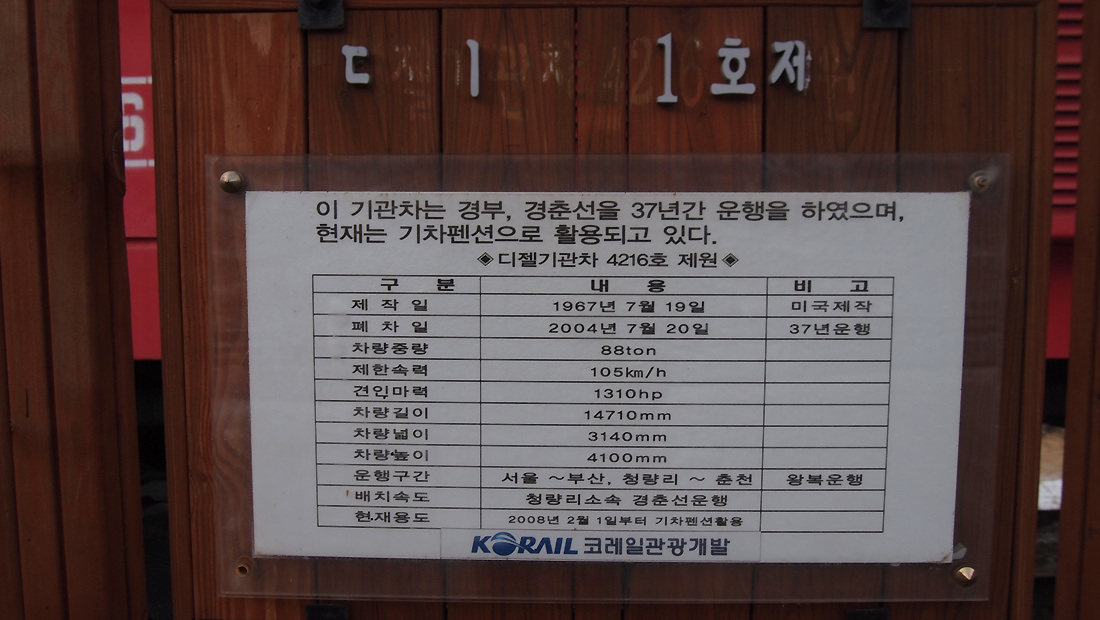 ㄷ ㅣ 1호제
6
이 기관차는 경부, 경춘선을 37년간 운행을 하였으며,
현재는 기차펜션으로 활용되고 있다.
◈디젤기관차 4216호 제원◈
구 분 내 용 비 고
제 작 일 1967년 7월 19일 미국제작
폐 차 일 2004년 7월 20일 37년운행
차량중량 88ton
제한속력 105km/h
견인마력 1310hp
차량길이 14710mm
차량넓이 3140mm
차량높이 4100mm
운행구간 서울 ～부산, 청량리 ～ 춘천 왕복운행
배치속도 청량리소속 경춘선운행
현재용도 2008년 2월 1일부터 기차펜션활용
KORAIL 코레일관광개발